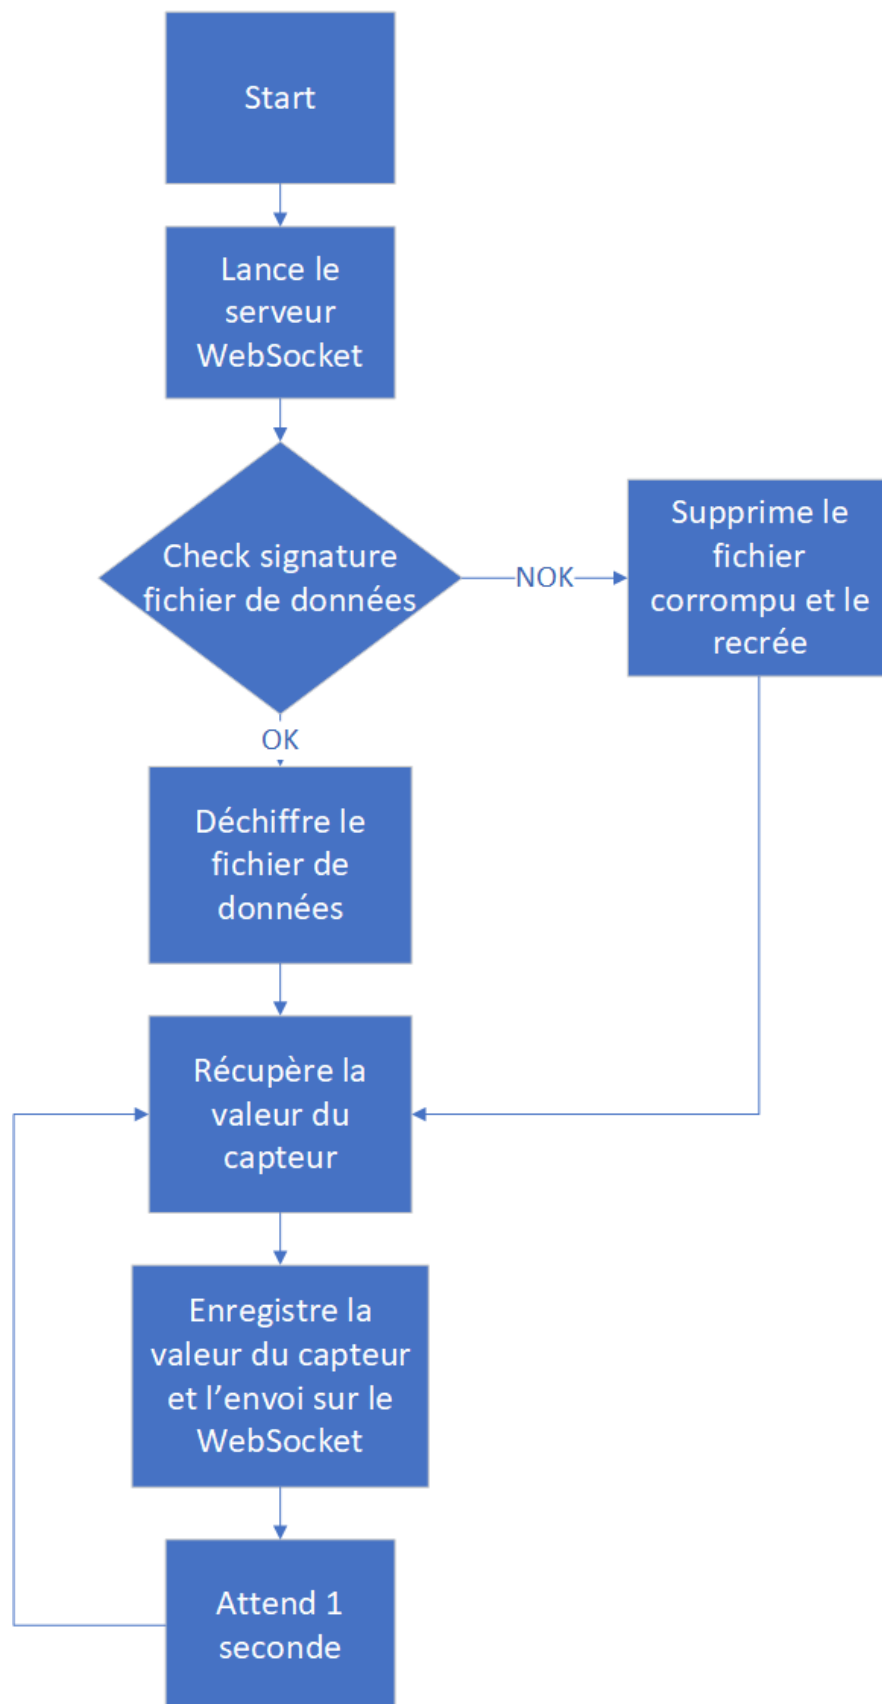 Start
Lance le
serveur
WebSocket
Check signature
fichier de données
NOK
Supprime le
fichier
corrompu et le
recrée
OK
Déchiffre le
fichier de
données
Récupère la
valeur du
capteur
Enregistre la
valeur du capteur
et l'envoi sur le
WebSocket
Attend 1
seconde